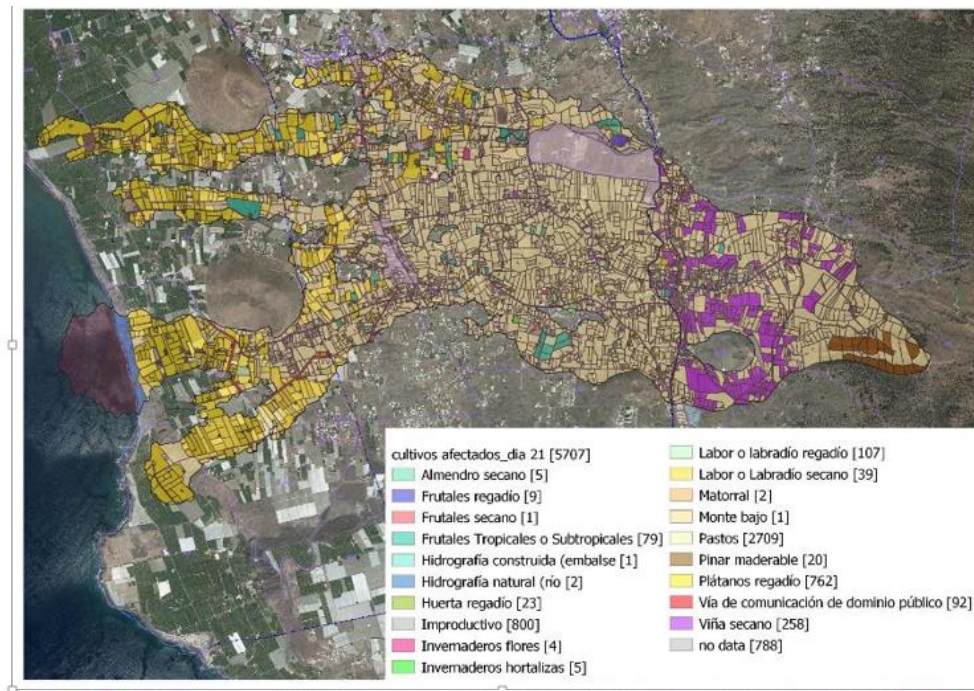 cultivos afectados_dia 21 [5707]
Almendro secano [5]
Frutales regadío [9]
Frutales secano [1]
Frutales Tropicales o Subtropicales [79]
Hidrografía construida (embalse [1]
Hidrografía natural (río [2]
Huerta regadío [23]
Improductivo [800]
Invernaderos flores [4]
Invernaderos hortalizas [5]
Labor o labradío regadío [107]
Labor o Labradío secano [39]
Matorral [2]
Monte bajo [1]
Pastos [2709]
Pinar maderable [20]
Plátanos regadío [762]
Vía de comunicación de dominio público [92]
Viña secano [258]
no data [788]